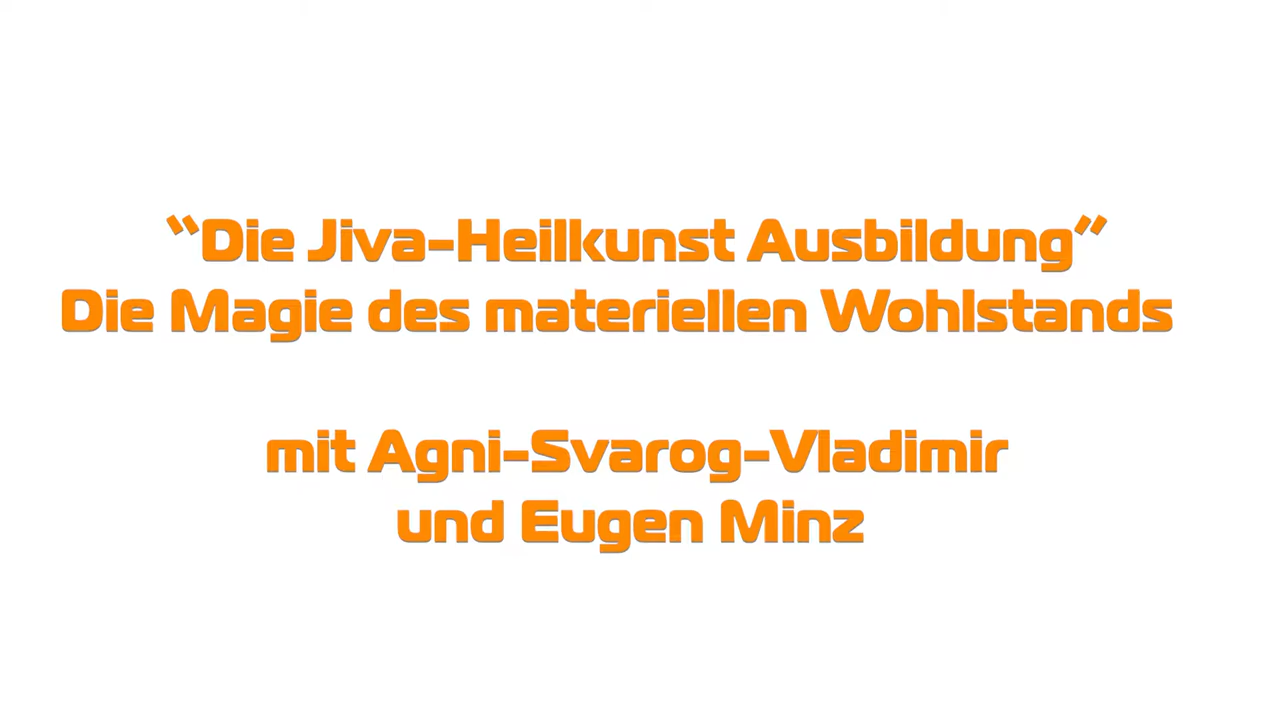 “Die Jiva-Heilkunst Ausbildung”
Die Magie des materiellen Wohlstands
mit Agni-Svarog-Vladimir
und Eugen Minz